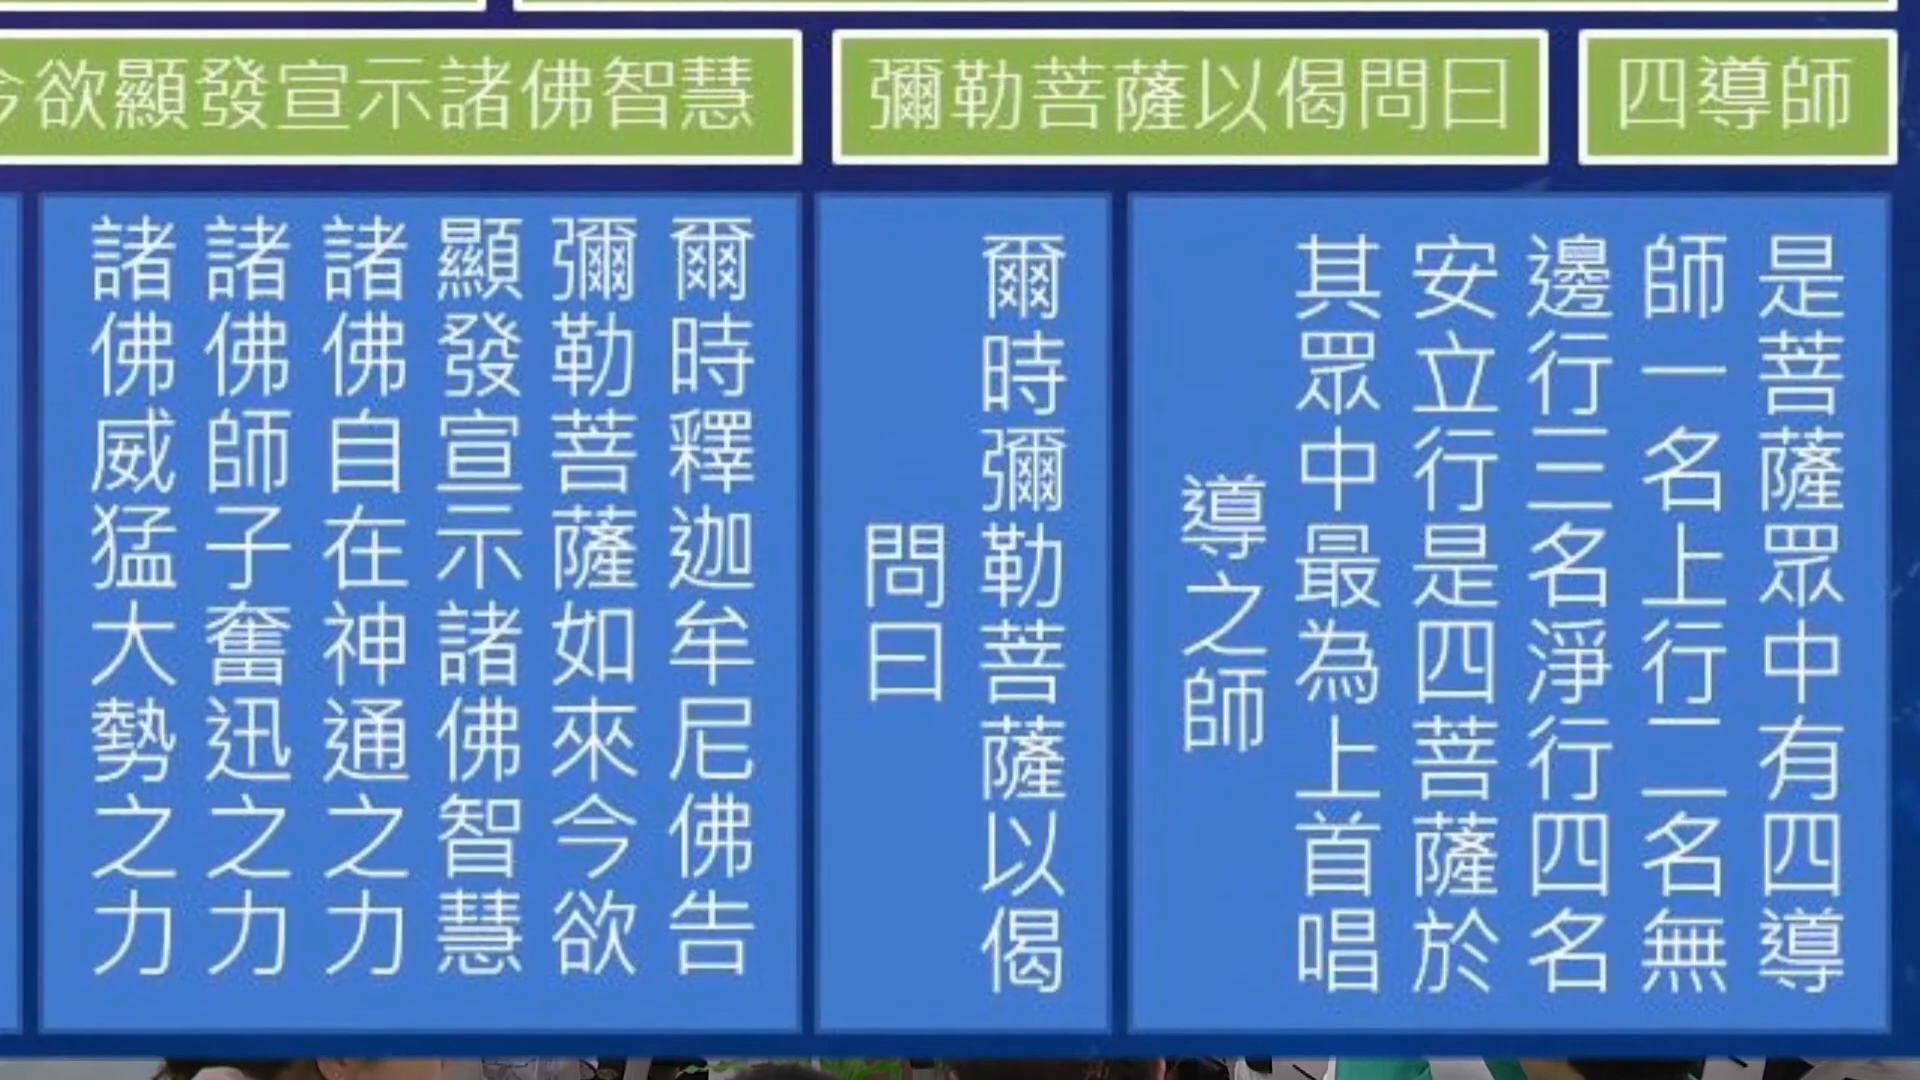 四導師
彌勒菩薩以偈問曰
今欲顯發宣示諸佛智慧
是菩薩眾中有四導
師一名上行二名無
邊行三名淨行四名
安立行是四菩薩於
其眾中最為上首唱
導之師
爾時彌勒菩薩以偈
問曰
爾時釋迦牟尼佛告
彌勒菩薩如來今欲
顯發宣示諸佛智慧
諸佛自在神通之力
諸佛師子奮迅之力
諸佛威猛大勢之力